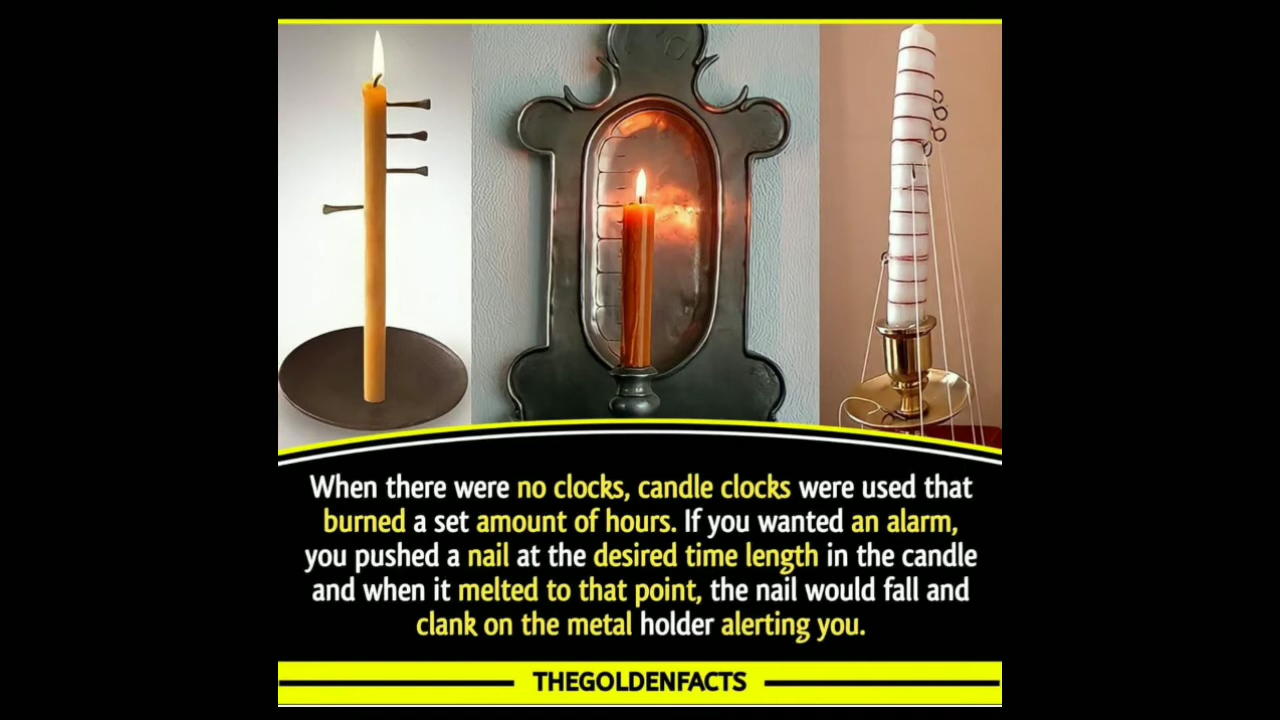 When there were no clocks, candle clocks were used that
burned a set amount of hours. If you wanted an alarm,
you pushed a nail at the desired time length in the candle
and when it melted to that point, the nail would fall and
clank on the metal holder alerting you.
THEGOLDENFACTS